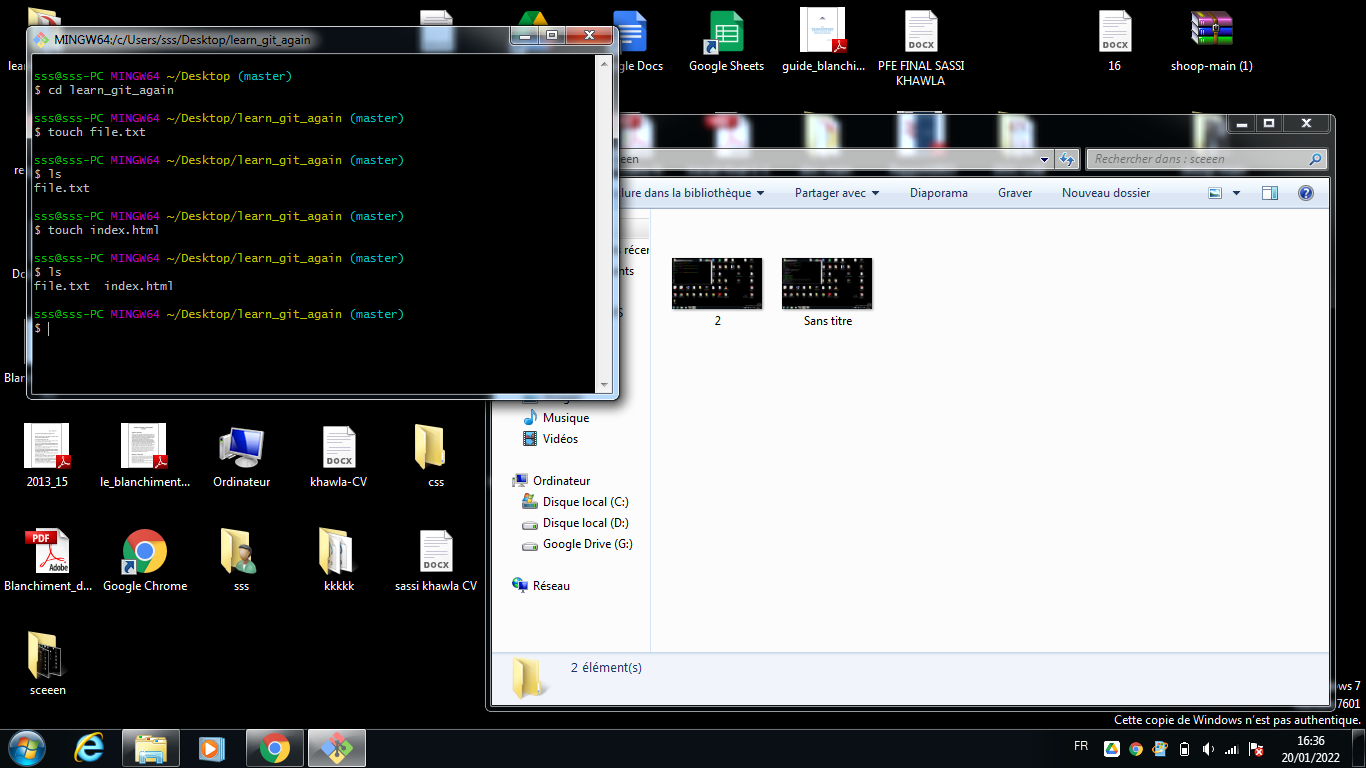 MINGW64:/c/Users/sss/Desktop/learn_git_again
sss@sss-PC MINGW64 ~/Desktop (master)
$ cd learn_git_again
sss@sss-PC MINGW64 ~/Desktop/learn_git_again (master)
$ touch file.txt
sss@sss-PC MINGW64 ~/Desktop/learn_git_again (master)
$ ls
file.txt
sss@sss-PC MINGW64 ~/Desktop/learn_git_again (master)
$ touch index.html
sss@sss-PC MINGW64 ~/Desktop/learn_git_again (master)
$ ls
file.txt  index.html
sss@sss-PC MINGW64 ~/Desktop/learn_git_again (master)
$
gle Docs
Google Sheets
guide_blanchi...
DOCX
PFE FINAL SASSI
KHAWLA
DOCX
16
shoop-main (1)
Rechercher dans : sceeen
lure dans la bibliothèque
Partager avec
Diaporama
Graver
Nouveau dossier
récer
nts
2
Sans titre
Musique
Vidéos
Ordinateur
Disque local (C:)
Disque local (D:)
Google Drive (G:)
Réseau
2 élément(s)
2013_15
le_blanchiment...
Ordinateur
DOCX
khawla-CV
css
PDF
Adobe
Blanchiment_d...
Google Chrome
sss
kkkkk
DOCX
sassi khawla CV
sceeen
ws 7
7601
Cette copie de Windows n'est pas authentique.
FR
16:36
20/01/2022